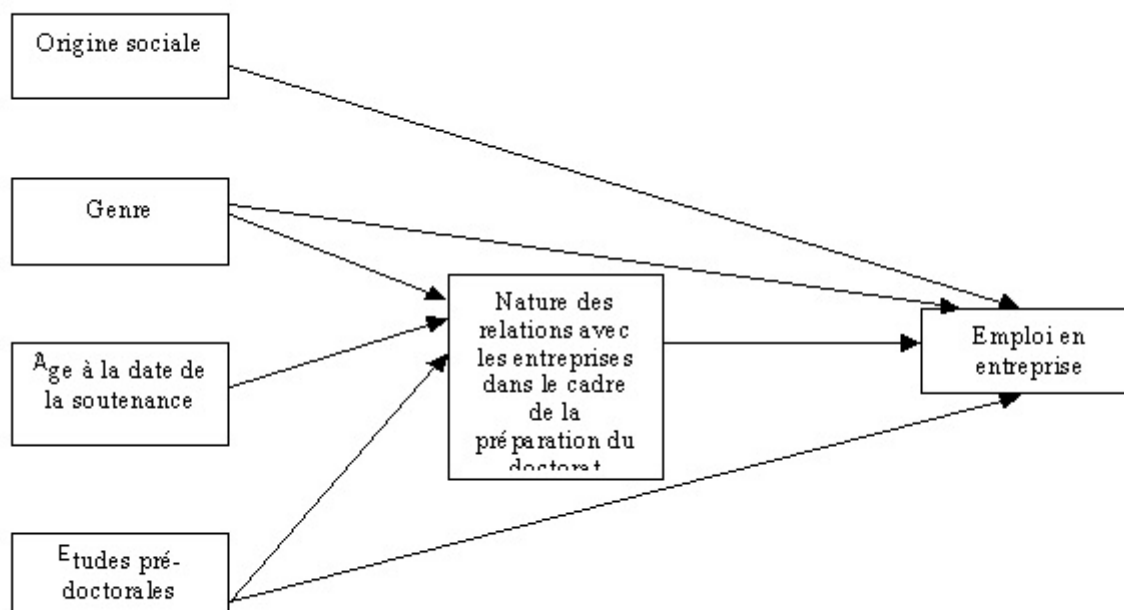 Origine sociale
Genre
Age à la date de
la soutenance
Etudes pré-
doctorales
Nature des
relations avec
les entreprises
dans le cadre
de la
préparation du
doctorat
Emploi en
entreprise